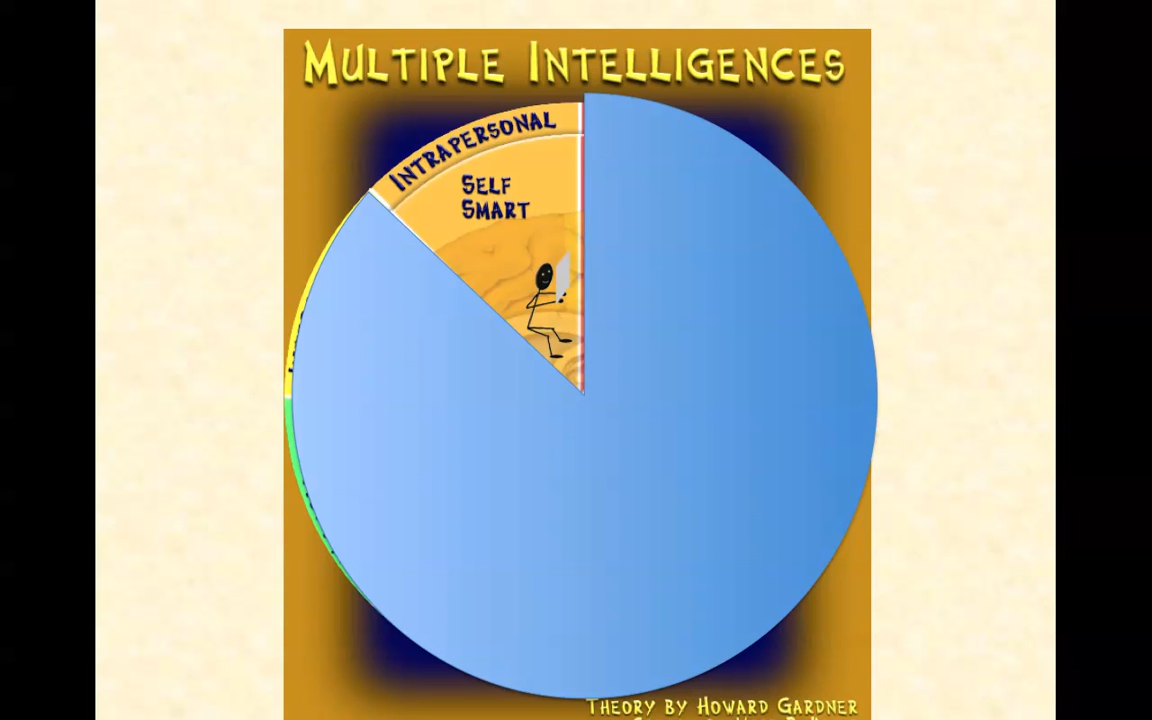 MULTIPLE INTELLIGENCES
INTRAPERSONAL
SELF
SMART
THEORY BY HOWARD GARDNER